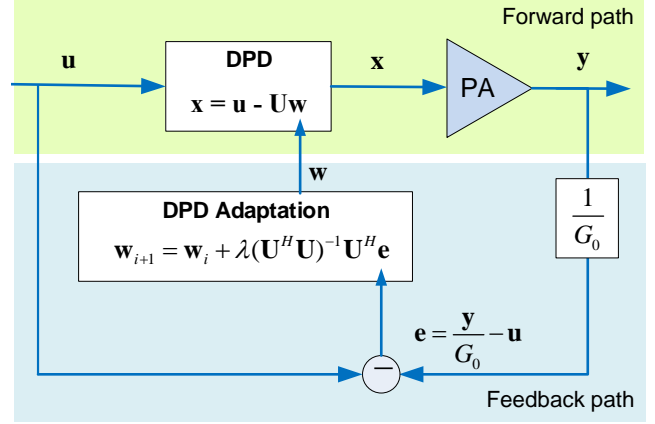 Forward path
u
DPD
x = u - Uw
x
PA
y
w
DPD Adaptation
w_{i+1} = w_i + λ(U^H U)^{-1} U^H e
1/G_0
e = y/G_0 − u
−
Feedback path